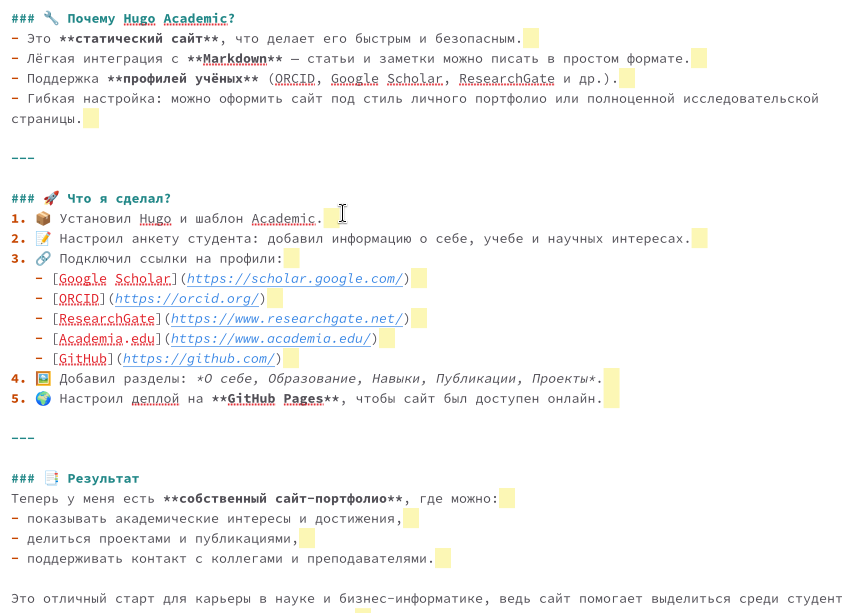 ### 🔧 Почему Hugo Academic?
- Это **статический сайт**, что делает его быстрым и безопасным.
- Лёгкая интеграция с **Markdown** — статьи и заметки можно писать в простом формате.
- Поддержка **профилей учёных** (ORCID, Google Scholar, ResearchGate и др.).
- Гибкая настройка: можно оформить сайт под стиль личного портфолио или полноценной исследовательской
страницы.
---
### 🚀 Что я сделал?
1. 📦 Установил Hugo и шаблон Academic.
2. 📝 Настроил анкету студента: добавил информацию о себе, учебе и научных интересах.
3. 🔗 Подключил ссылки на профили:
- [Google Scholar](https://scholar.google.com/)
- [ORCID](https://orcid.org/)
- [ResearchGate](https://www.researchgate.net/)
- [Academia.edu](https://www.academia.edu/)
- [GitHub](https://github.com/)
4. 🖼️ Добавил разделы: *О себе, Образование, Навыки, Публикации, Проекты*.
5. 🌍 Настроил деплой на **GitHub Pages**, чтобы сайт был доступен онлайн.
---
### 📑 Результат
Теперь у меня есть **собственный сайт-портфолио**, где можно:
- показывать академические интересы и достижения,
- делиться проектами и публикациями,
- поддерживать контакт с коллегами и преподавателями.
Это отличный старт для карьеры в науке и бизнес-информатике, ведь сайт помогает выделиться среди студент